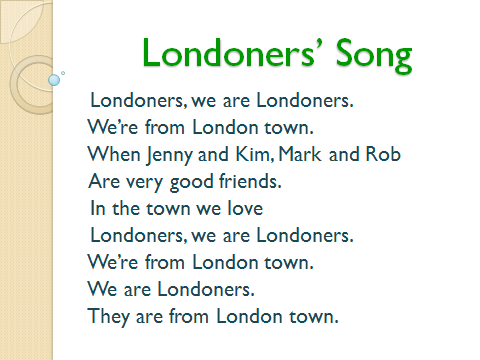 Londoners' Song
Londoners, we are Londoners.
We're from London town.
When Jenny and Kim, Mark and Rob
Are very good friends.
In the town we love
Londoners, we are Londoners.
We're from London town.
We are Londoners.
They are from London town.